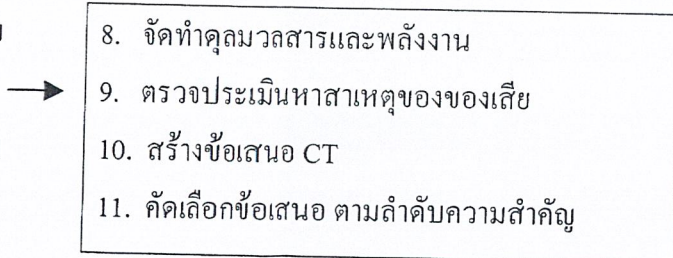 8. จัดทำดุลมวลสารและพลังงาน
9. ตรวจประเมินหาสาเหตุของของเสีย
10. สร้างข้อเสนอ CT
11. คัดเลือกข้อเสนอ ตามลำดับความสำคัญ